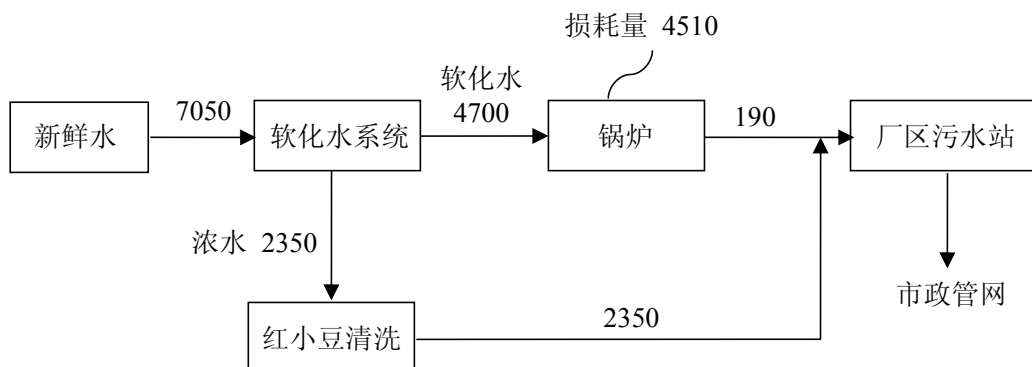 损耗量 4510
软化水
7050
4700
190
新鲜水
软化水系统
锅炉
厂区污水站
浓水 2350
市政管网
2350
红小豆清洗